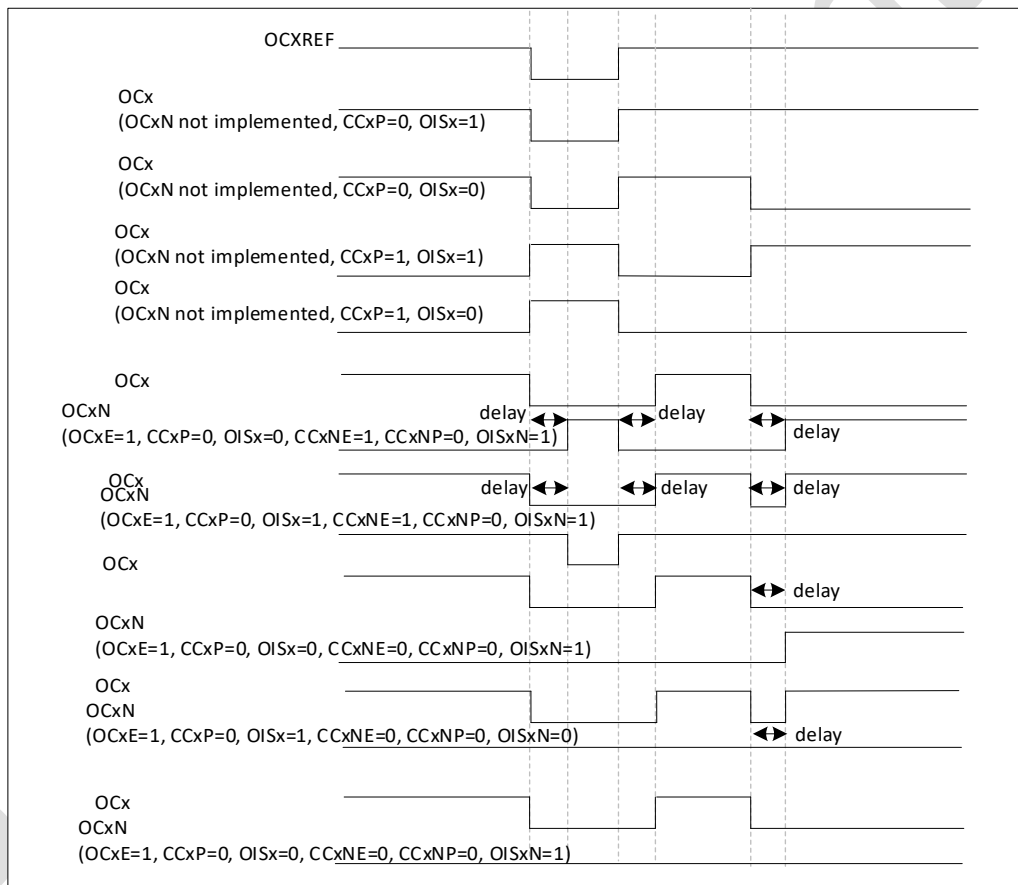 OCXREF
OCx
(OCxN not implemented, CCxP=0, OISx=1)
OCx
(OCxN not implemented, CCxP=0, OISx=0)
OCx
(OCxN not implemented, CCxP=1, OISx=1)
OCx
(OCxN not implemented, CCxP=1, OISx=0)
OCx
OCxN delay delay
(OCxE=1, CCxP=0, OISx=0, CCxNE=1, CCxNP=0, OISxN=1) delay
OCx delay delay delay
OCxN
(OCxE=1, CCxP=0, OISx=1, CCxNE=1, CCxNP=0, OISxN=1)
OCx
delay
OCxN
(OCxE=1, CCxP=0, OISx=0, CCxNE=0, CCxNP=0, OISxN=1)
OCx
OCxN
(OCxE=1, CCxP=0, OISx=1, CCxNE=0, CCxNP=0, OISxN=0) delay
OCx
OCxN
(OCxE=1, CCxP=0, OISx=0, CCxNE=0, CCxNP=0, OISxN=1)